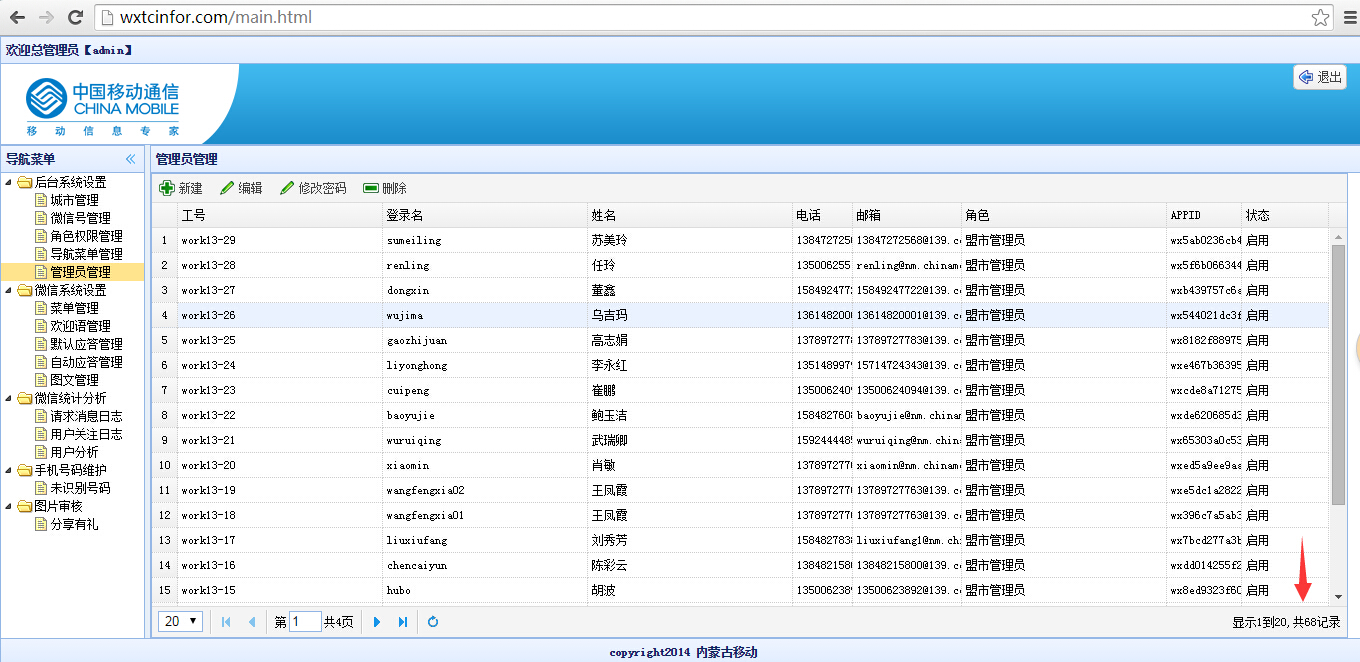 wxtcinfor.com/main.html
欢迎总管理员【admin】
中国移动通信
CHINA MOBILE
移 动 信 息 专 家
退出
导航菜单
后台系统设置
城市管理
微信号管理
角色权限管理
导航菜单管理
管理员管理
微信系统设置
菜单管理
欢迎语管理
默认应答管理
自动应答管理
图文管理
微信统计分析
请求消息日志
用户关注日志
用户分析
手机号码维护
未识别号码
图片审核
分享有礼
管理员管理
新建 编辑 修改密码 删除
工号 登录名 姓名 电话 邮箱 角色 APPID 状态
1 work13-29 sumeiling 苏美玲 1384727250 13847272568@139.c 盟市管理员 wx5ab0236cb4 启用
2 work13-28 renling 任玲 135006255 renling@nm.chinam 盟市管理员 wx5f6b066344 启用
3 work13-27 dongxin 董鑫 158492477 15849247722@139.c 盟市管理员 wxb439757c6a 启用
4 work13-26 wujima 乌吉玛 136148200 13614820001@139.c 盟市管理员 wx544021dc3f 启用
5 work13-25 gaozhijuan 高志娟 137897277 13789727783@139.c 盟市管理员 wx8182f88975 启用
6 work13-24 liyonghong 李永红 135148997 15714724343@139.c 盟市管理员 wxe467b36395 启用
7 work13-23 cuipeng 崔鹏 135006240 13500624094@139.c 盟市管理员 wxcde8a71275 启用
8 work13-22 baoyujie 鲍玉洁 158482760 baoyujie@nm.china 盟市管理员 wxde620685d3 启用
9 work13-21 wuruiqing 武瑞卿 159244448 wuruiqing@nm.chin 盟市管理员 wx65303a0c53 启用
10 work13-20 xiaomin 肖敏 137897277 xiaomin@nm.chinam 盟市管理员 wxed5a9ee9aa 启用
11 work13-19 wangfengxia02 王凤霞 137897277 13789727763@139.c 盟市管理员 wxe5dc1a2822 启用
12 work13-18 wangfengxia01 王凤霞 137897277 13789727763@139.c 盟市管理员 wx396c7a5ab3 启用
13 work13-17 liuxiufang 刘秀芳 158482783 liuxiufang1@nm.ch 盟市管理员 wx7bcd277a3b 启用
14 work13-16 chencaiyun 陈彩云 138482158 13848215800@139.c 盟市管理员 wxdd014255f2 启用
15 work13-15 hubo 胡波 135006238 13500623892@139.c 盟市管理员 wx8ed9323f60 启用
20 第 1 共4页 显示1到20,共68记录
copyright2014 内蒙古移动